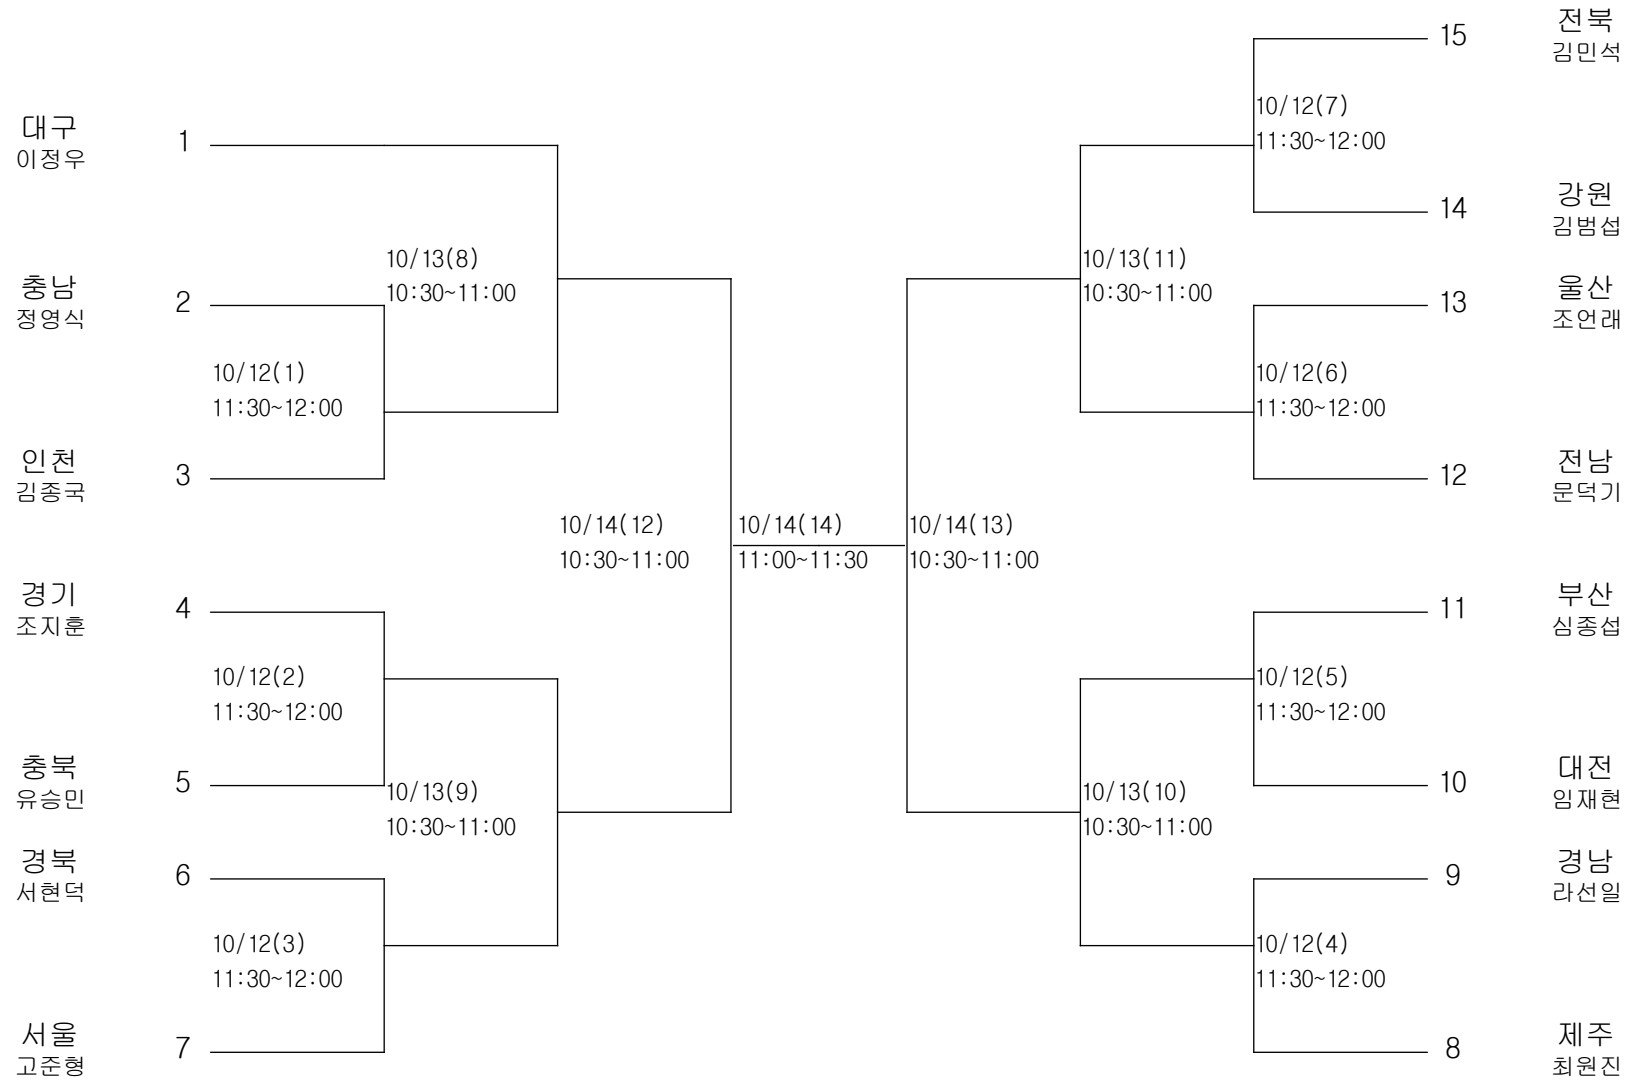 대구
이정우
1
10/13(8)
10:30~11:00
충남
정영식
2
10/12(1)
11:30~12:00
인천
김종국
3
10/14(12)
10:30~11:00
경기
조지훈
4
10/12(2)
11:30~12:00
충북
유승민
5
10/13(9)
10:30~11:00
경북
서현덕
6
10/12(3)
11:30~12:00
서울
고준형
7
10/14(14)
11:00~11:30
15
전북
김민석
10/12(7)
11:30~12:00
14
강원
김범섭
10/13(11)
10:30~11:00
13
울산
조언래
10/12(6)
11:30~12:00
12
전남
문덕기
10/14(13)
10:30~11:00
11
부산
심종섭
10/12(5)
11:30~12:00
10
대전
임재현
10/13(10)
10:30~11:00
9
경남
라선일
10/12(4)
11:30~12:00
8
제주
최원진